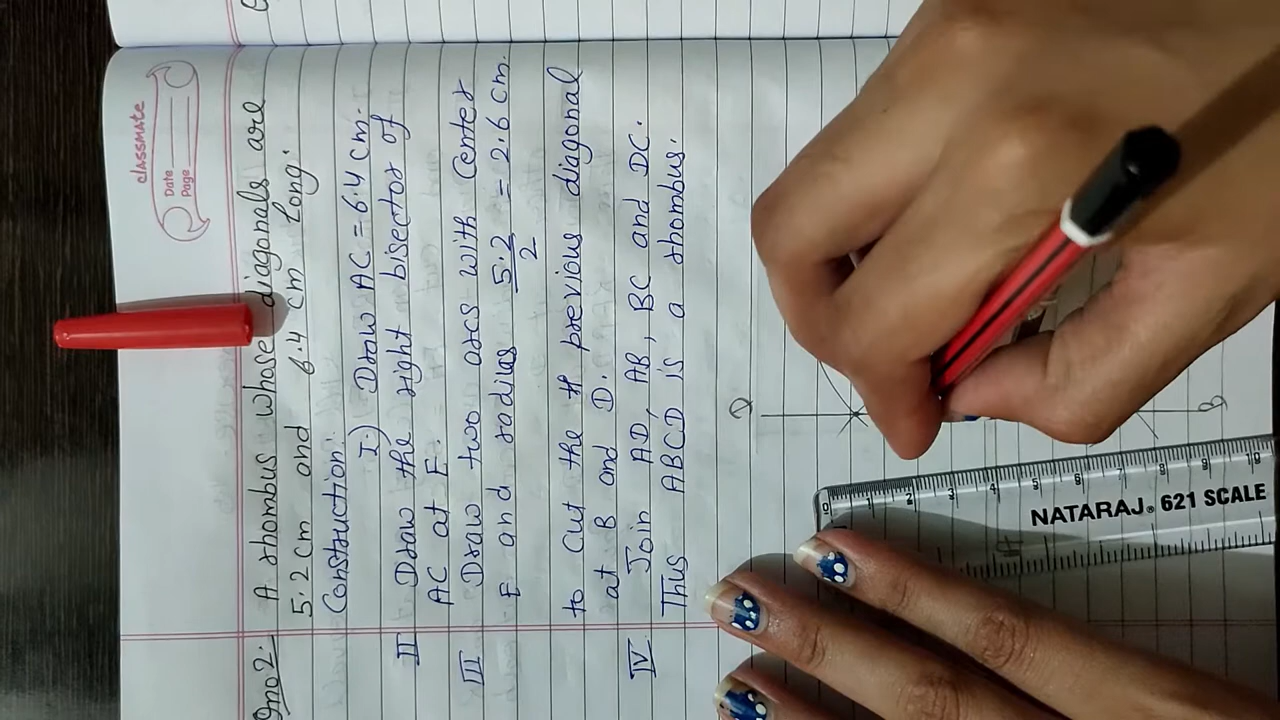 classmate
Date
Page
Qno2. A rhombus whose diagonals are
5.2 cm and 6.4 cm long.
Construction:
I.) Draw AC = 6.4 cm.
II Draw the right bisector of
AC at E.
III Draw two arcs with center
E and radius 5.2/2 = 2.6 cm.
to cut the previous diagonal
at B and D.
IV Join AD, AB, BC and DC.
Thus ABCD is a rhombus.
D
B
0 1 2 3 4 5 6 7 8 9 10
NATARAJ® 621 SCALE